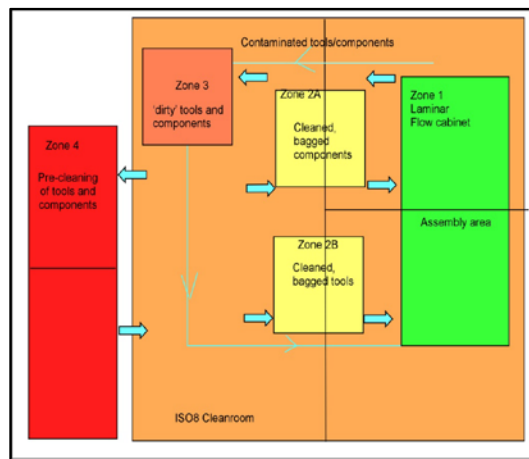 Contaminated tools/components
Zone 3
'dirty' tools and
components
Zone 2A
Cleaned,
bagged
components
Zone 1
Laminar
Flow cabinet
Zone 4
Pre-cleaning
of tools and
components
Assembly area
Zone 2B
Cleaned,
bagged tools
ISO8 Cleanroom